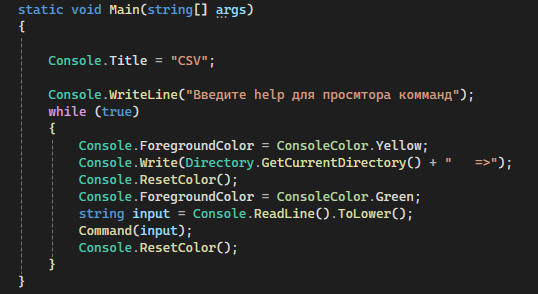 static void Main(string[] args)
{
Console.Title = "CSV";
Console.WriteLine("Введите help для просмтора комманд");
while (true)
{
Console.ForegroundColor = ConsoleColor.Yellow;
Console.Write(Directory.GetCurrentDirectory() + "   =>");
Console.ResetColor();
Console.ForegroundColor = ConsoleColor.Green;
string input = Console.ReadLine().ToLower();
Command(input);
Console.ResetColor();
}
}